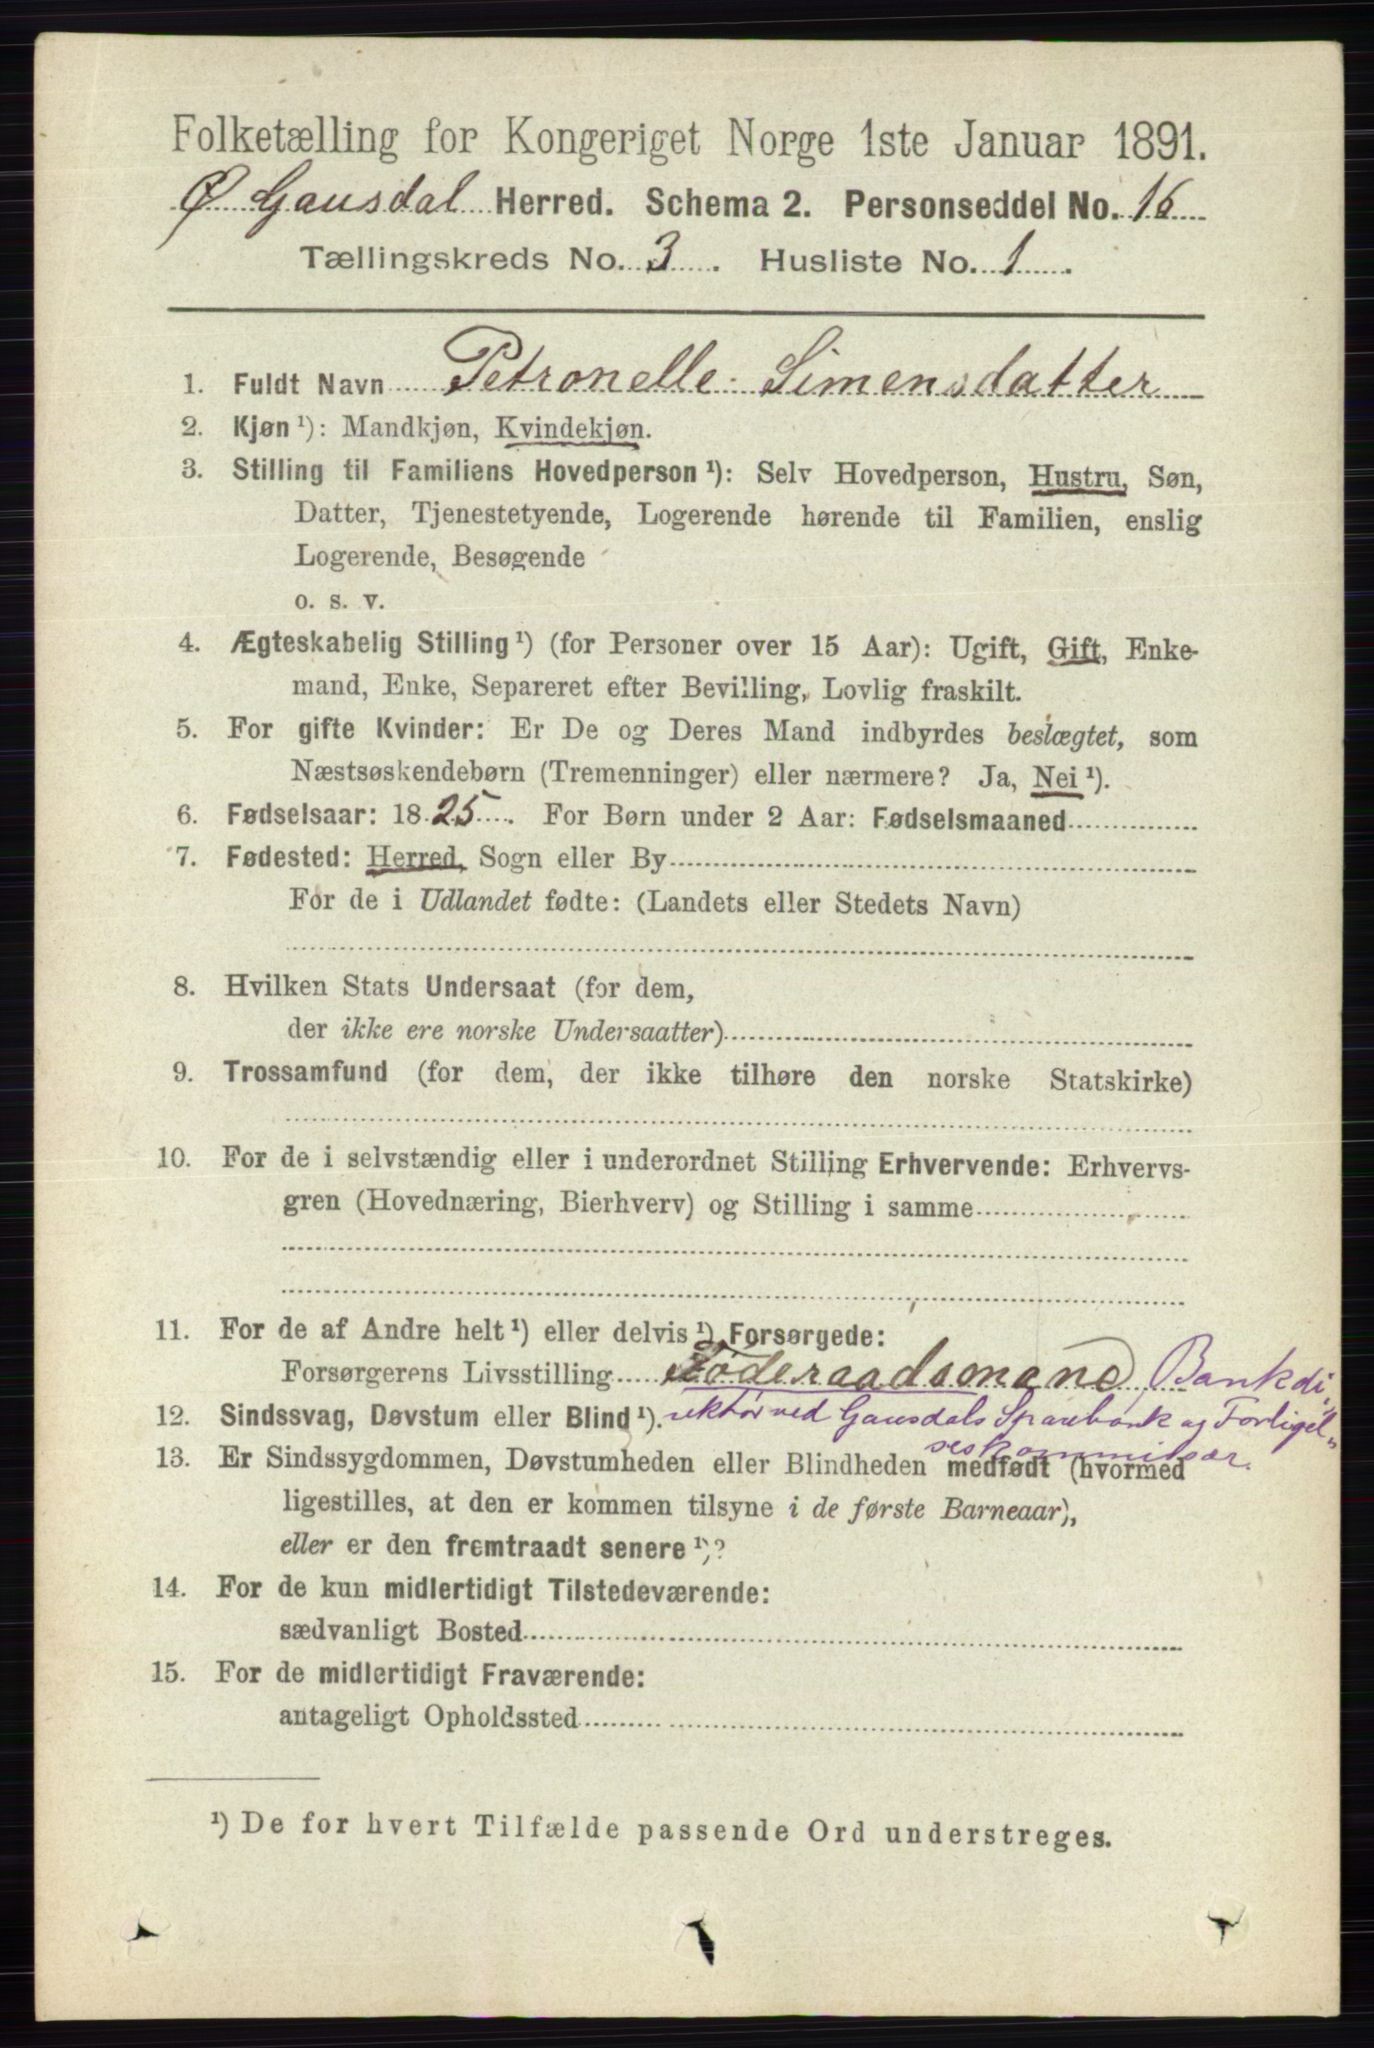 Folketælling for Kongeriget Norge 1ste Januar 1891.
Ø Gausdal Herred. Schema 2. Personseddel No. 16
Tællingskreds No. 3. Husliste No. 1.
1. Fuldt Navn Petronelle Simensdatter
2. Kjøn ¹): Mandkjøn, Kvindekjøn.
3. Stilling til Familiens Hovedperson ¹): Selv Hovedperson, Hustru, Søn,
Datter, Tjenestetyende, Logerende hørende til Familien, enslig
Logerende, Besøgende
o. s. v.
4. Ægteskabelig Stilling ¹) (for Personer over 15 Aar): Ugift, Gift, Enke-
mand, Enke, Separeret efter Bevilling, Lovlig fraskilt.
5. For gifte Kvinder: Er De og Deres Mand indbyrdes beslægtet, som
Næstsøskendebørn (Tremenninger) eller nærmere? Ja, Nei ¹).
6. Fødselsaar: 1825. For Børn under 2 Aar: Fødselsmaaned
7. Fødested: Herred, Sogn eller By
For de i Udlandet fødte: (Landets eller Stedets Navn)
8. Hvilken Stats Undersaat (for dem,
der ikke ere norske Undersaatter)
9. Trossamfund (for dem, der ikke tilhøre den norske Statskirke)
10. For de i selvstændig eller i underordnet Stilling Erhvervende: Erhvervs-
gren (Hovednæring, Bierhverv) og Stilling i samme
11. For de af Andre helt ¹) eller delvis ¹) Forsørgede:
Forsørgerens Livsstilling Føderaadsmand, Bankdi-
12. Sindssvag, Døvstum eller Blind ¹). rektør ved Gausdals Sparebank og Forligel-
seskommissær.
13. Er Sindssygdommen, Døvstumheden eller Blindheden medfødt (hvormed
ligestilles, at den er kommen tilsyne i de første Barneaar),
eller er den fremtraadt senere ¹)?
14. For de kun midlertidigt Tilstedeværende:
sædvanligt Bosted
15. For de midlertidigt Fraværende:
antageligt Opholdssted
¹) De for hvert Tilfælde passende Ord understreges.